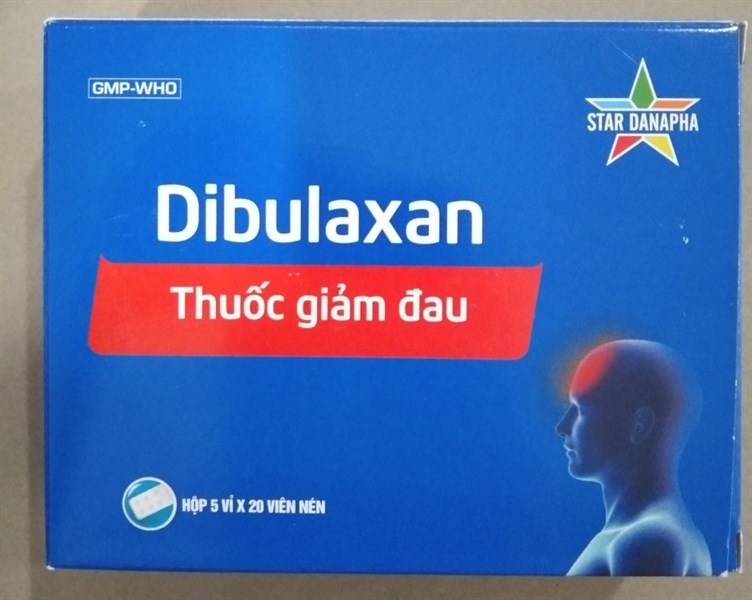 GMP-WHO
STAR DANAPHA
Dibulaxan
Thuốc giảm đau
HỘP 5 VỈ X 20 VIÊN NÉN